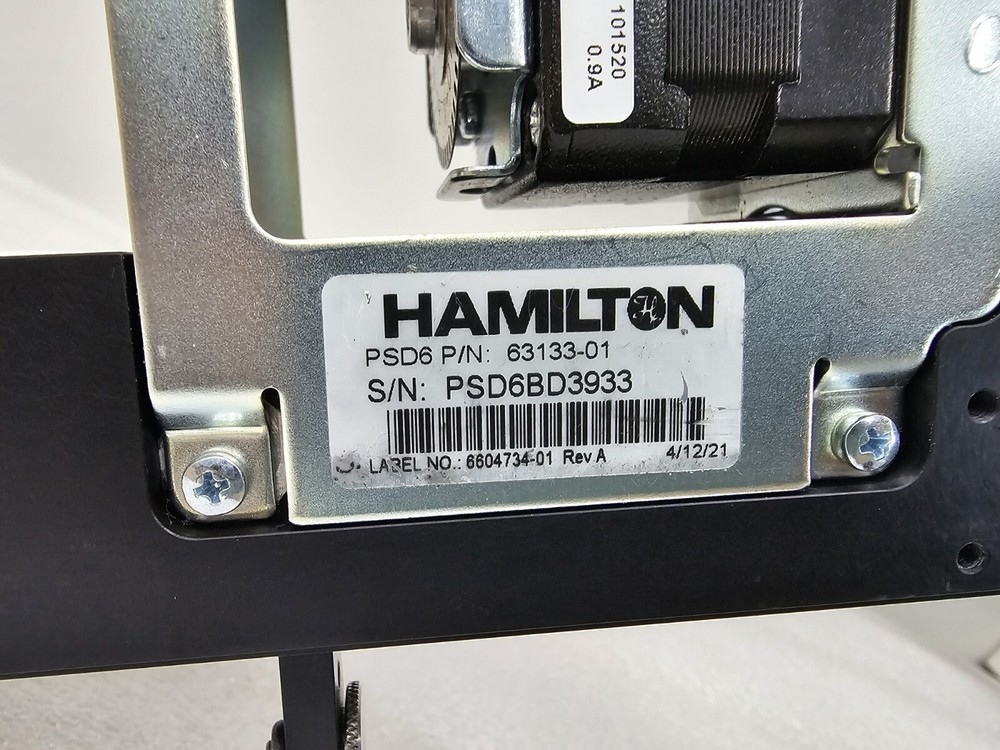 101520
0.9A
HAMILTON
PSD6 P/N: 63133-01
S/N: PSD6BD3933
LABEL NO.: 6604734-01 Rev A 4/12/21